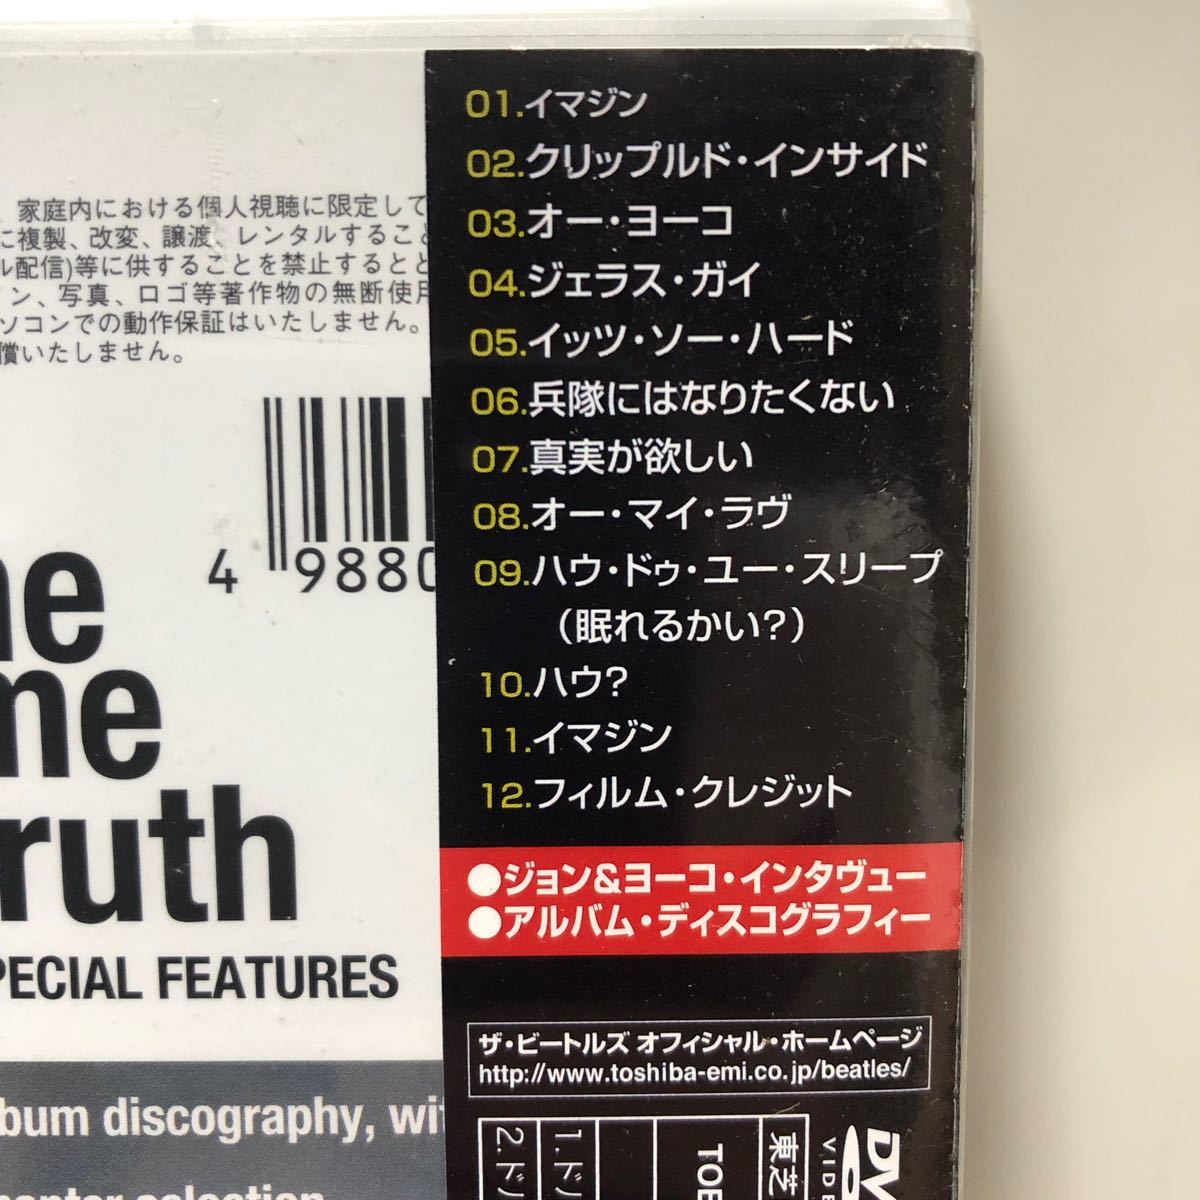 家庭内における個人視聴に限定して
に複製、改変、譲渡、レンタルすること
ル配信)等に供することを禁止するとと
イン、写真、ロゴ等著作物の無断使用
ソコンでの動作保証はいたしません。
償いたしません。
4 9880
ne
me
ruth
PECIAL FEATURES
bum discography, wit
apter selection
01.イマジン
02.クリップルド・インサイド
03.オー・ヨーコ
04.ジェラス・ガイ
05.イッツ・ソー・ハード
06.兵隊にはなりたくない
07.真実が欲しい
08.オー・マイ・ラヴ
09.ハウ・ドゥ・ユー・スリープ
（眠れるかい?）
10.ハウ?
11.イマジン
12.フィルム・クレジット
●ジョン&ヨーコ・インタヴュー
●アルバム・ディスコグラフィー
ザ・ビートルズ オフィシャル・ホームページ
http://www.toshiba-emi.co.jp/beatles/
東芝
TOB
1.ド
2.ド
DV
VIDE